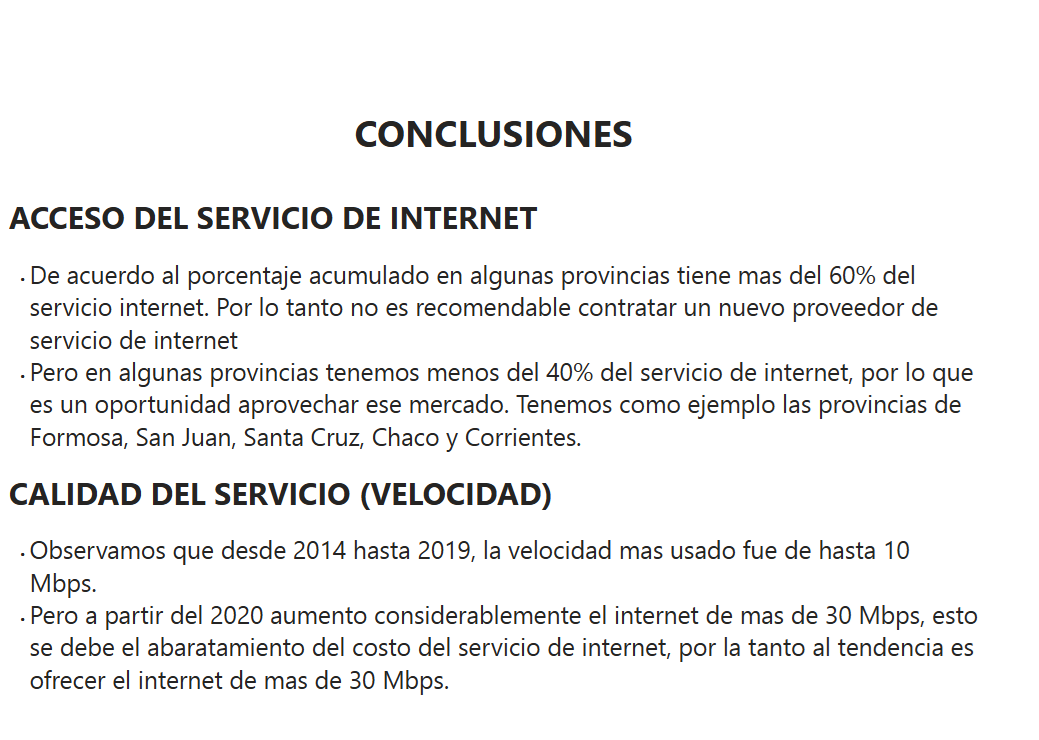 CONCLUSIONES
ACCESO DEL SERVICIO DE INTERNET
· De acuerdo al porcentaje acumulado en algunas provincias tiene mas del 60% del
servicio internet. Por lo tanto no es recomendable contratar un nuevo proveedor de
servicio de internet
· Pero en algunas provincias tenemos menos del 40% del servicio de internet, por lo que
es un oportunidad aprovechar ese mercado. Tenemos como ejemplo las provincias de
Formosa, San Juan, Santa Cruz, Chaco y Corrientes.
CALIDAD DEL SERVICIO (VELOCIDAD)
· Observamos que desde 2014 hasta 2019, la velocidad mas usado fue de hasta 10
Mbps.
· Pero a partir del 2020 aumento considerablemente el internet de mas de 30 Mbps, esto
se debe el abaratamiento del costo del servicio de internet, por la tanto al tendencia es
ofrecer el internet de mas de 30 Mbps.